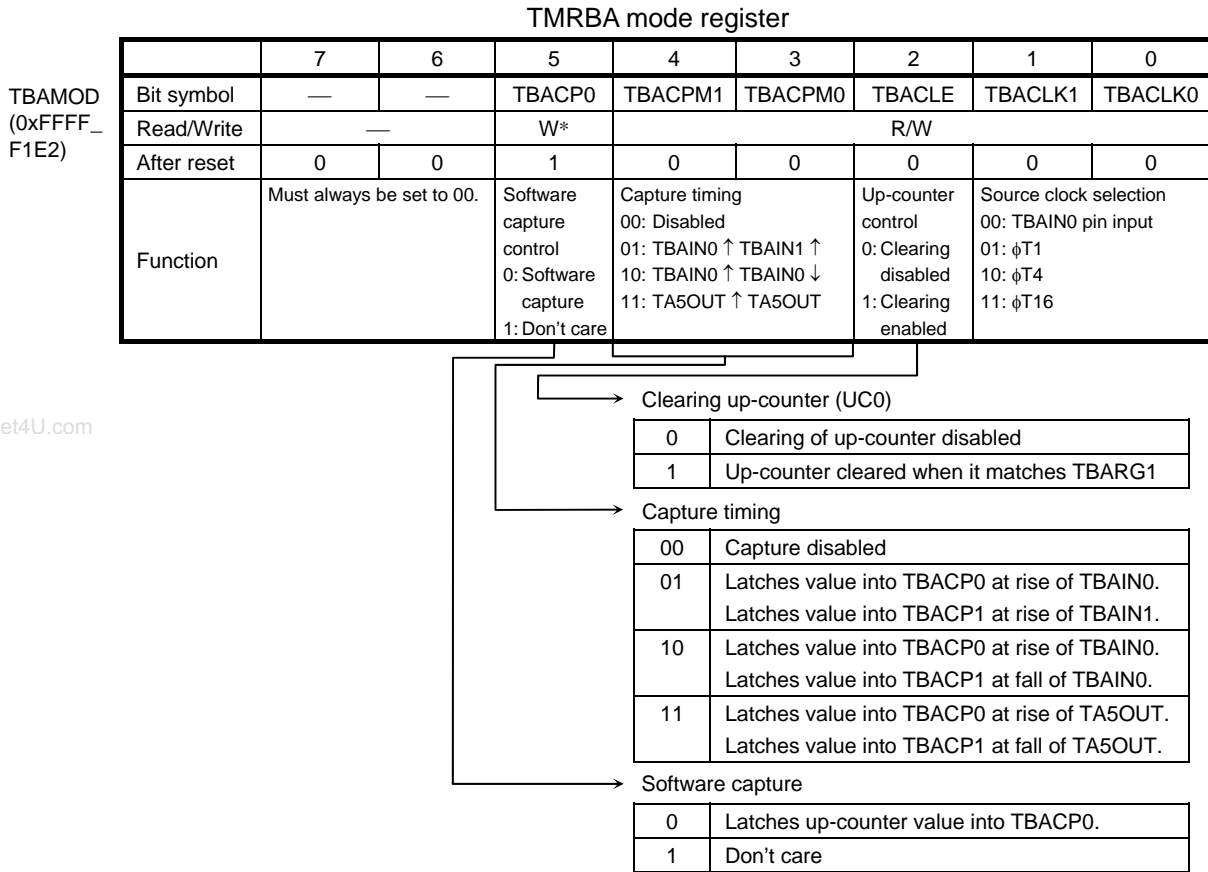 TMRBA mode register
7 6 5 4 3 2 1 0
TBAMOD
(0xFFFF_
F1E2)
Bit symbol — — TBACP0 TBACPM1 TBACPM0 TBACLE TBACLK1 TBACLK0
Read/Write — W* R/W
After reset 0 0 1 0 0 0 0 0
Function
Must always be set to 00.
Software
capture
control
0: Software
capture
1: Don't care
Capture timing
00: Disabled
01: TBAIN0 ↑ TBAIN1 ↑
10: TBAIN0 ↑ TBAIN0 ↓
11: TA5OUT ↑ TA5OUT
Up-counter
control
0: Clearing
disabled
1: Clearing
enabled
Source clock selection
00: TBAIN0 pin input
01: ϕT1
10: ϕT4
11: ϕT16
et4U.com
Clearing up-counter (UC0)
0 Clearing of up-counter disabled
1 Up-counter cleared when it matches TBARG1
Capture timing
00 Capture disabled
01 Latches value into TBACP0 at rise of TBAIN0.
Latches value into TBACP1 at rise of TBAIN1.
10 Latches value into TBACP0 at rise of TBAIN0.
Latches value into TBACP1 at fall of TBAIN0.
11 Latches value into TBACP0 at rise of TA5OUT.
Latches value into TBACP1 at fall of TA5OUT.
Software capture
0 Latches up-counter value into TBACP0.
1 Don't care